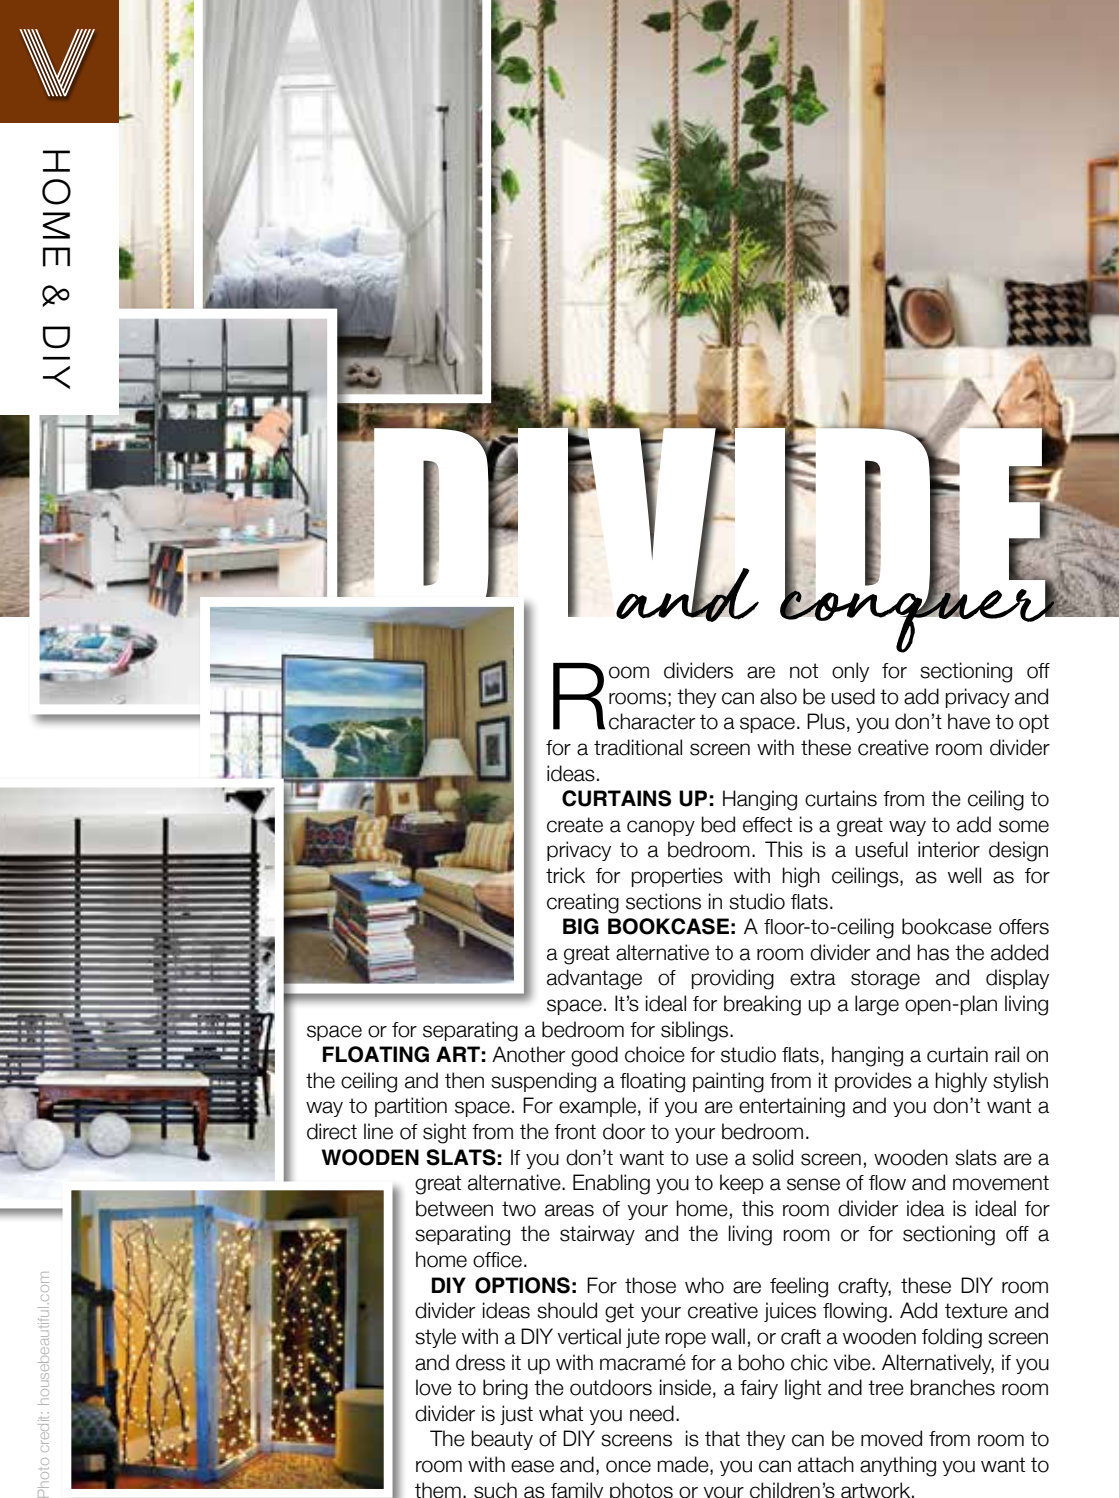 V
HOME & DIY
DIVIDE
and conquer
Room dividers are not only for sectioning off
rooms; they can also be used to add privacy and
character to a space. Plus, you don’t have to opt
for a traditional screen with these creative room divider
ideas.
CURTAINS UP: Hanging curtains from the ceiling to
create a canopy bed effect is a great way to add some
privacy to a bedroom. This is a useful interior design
trick for properties with high ceilings, as well as for
creating sections in studio flats.
BIG BOOKCASE: A floor-to-ceiling bookcase offers
a great alternative to a room divider and has the added
advantage of providing extra storage and display
space. It’s ideal for breaking up a large open-plan living
space or for separating a bedroom for siblings.
FLOATING ART: Another good choice for studio flats, hanging a curtain rail on
the ceiling and then suspending a floating painting from it provides a highly stylish
way to partition space. For example, if you are entertaining and you don’t want a
direct line of sight from the front door to your bedroom.
WOODEN SLATS: If you don’t want to use a solid screen, wooden slats are a
great alternative. Enabling you to keep a sense of flow and movement
between two areas of your home, this room divider idea is ideal for
separating the stairway and the living room or for sectioning off a
home office.
DIY OPTIONS: For those who are feeling crafty, these DIY room
divider ideas should get your creative juices flowing. Add texture and
style with a DIY vertical jute rope wall, or craft a wooden folding screen
and dress it up with macramé for a boho chic vibe. Alternatively, if you
love to bring the outdoors inside, a fairy light and tree branches room
divider is just what you need.
The beauty of DIY screens is that they can be moved from room to
room with ease and, once made, you can attach anything you want to
them, such as family photos or your children’s artwork.
Photo credit: housebeautiful.com